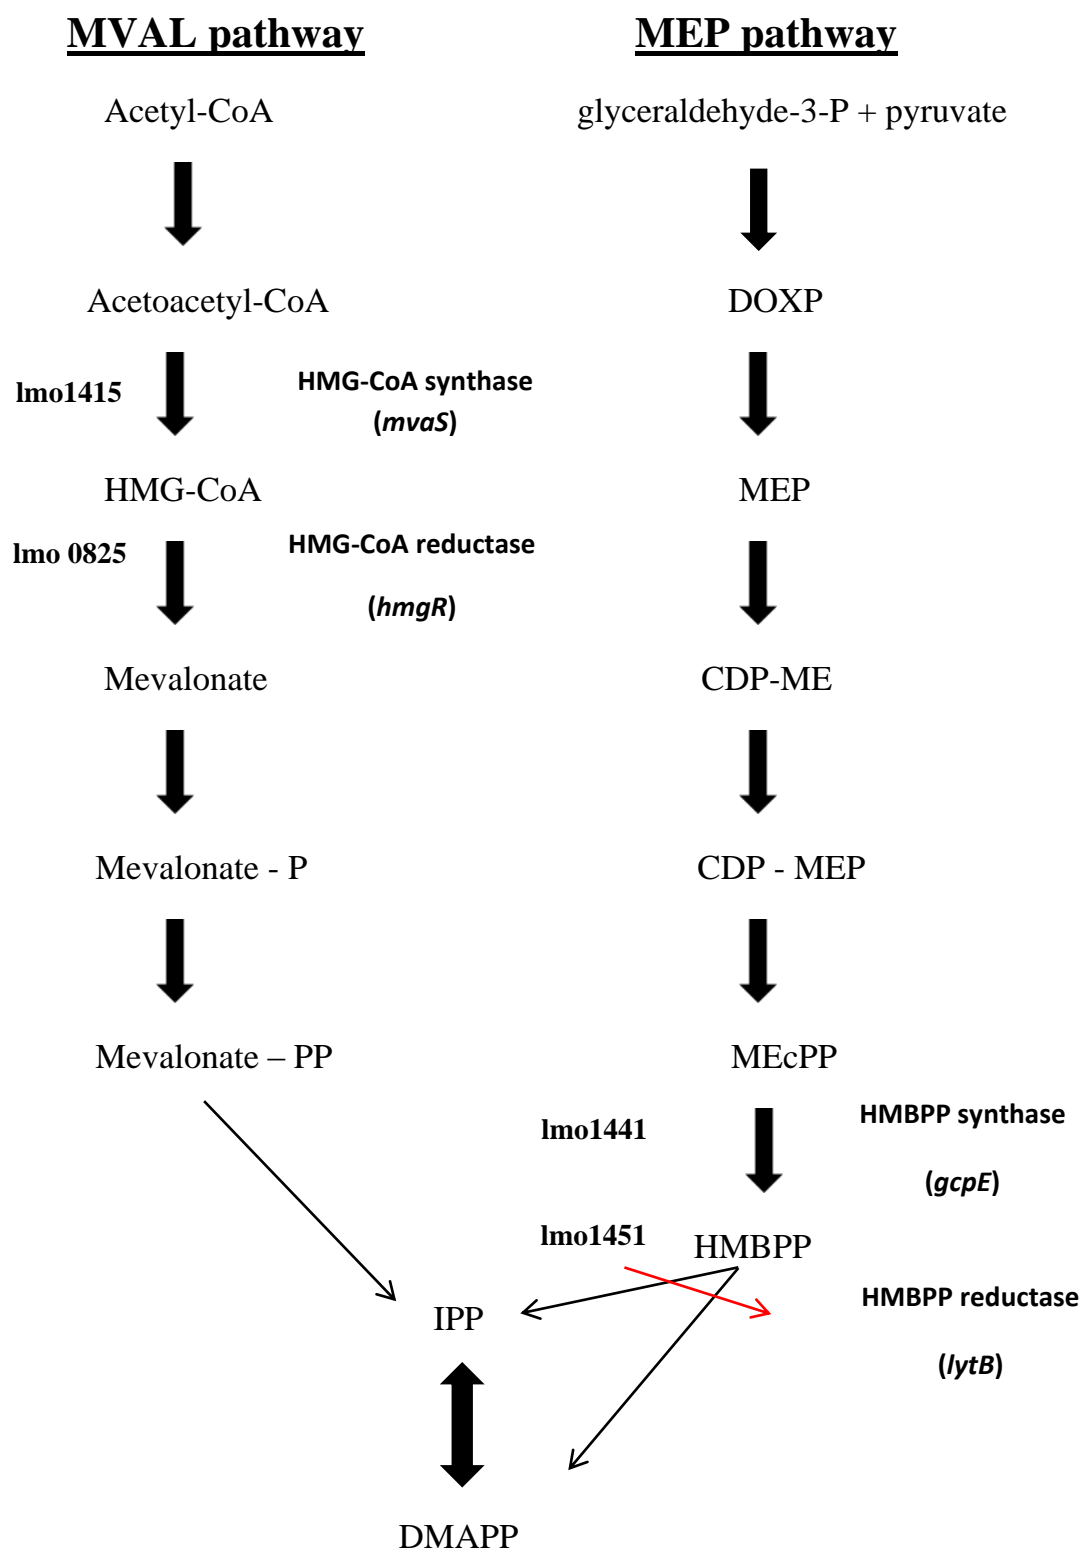 MVAL pathway
MEP pathway
Acetyl-CoA
glyceraldehyde-3-P + pyruvate
Acetoacetyl-CoA
DOXP
lmo1415
HMG-CoA synthase
(mvaS)
HMG-CoA
MEP
lmo 0825
HMG-CoA reductase
(hmgR)
Mevalonate
CDP-ME
Mevalonate - P
CDP - MEP
Mevalonate – PP
MEcPP
lmo1441
HMBPP synthase
(gcpE)
lmo1451
HMBPP
HMBPP reductase
(lytB)
IPP
DMAPP